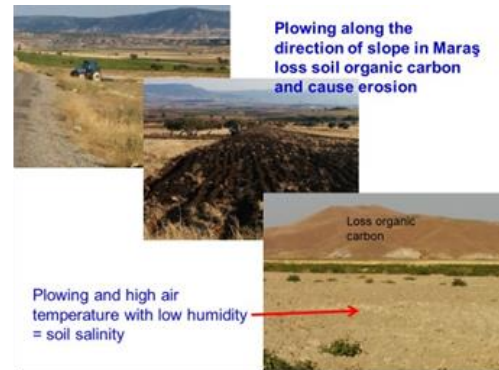 Plowing along the
direction of slope in Maraş
loss soil organic carbon
and cause erosion
Loss organic
carbon
Plowing and high air
temperature with low humidity
= soil salinity